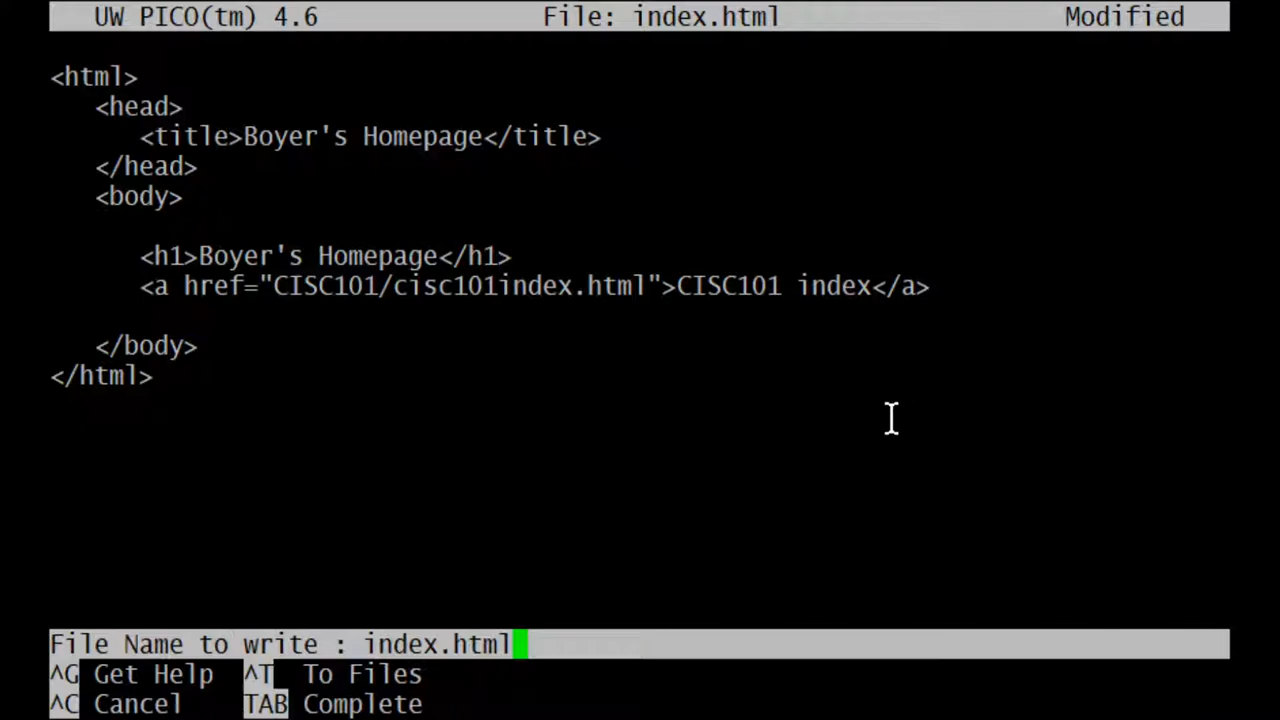 UW PICO(tm) 4.6 File: index.html Modified
<html>
<head>
<title>Boyer's Homepage</title>
</head>
<body>
<h1>Boyer's Homepage</h1>
<a href="CISC101/cisc101index.html">CISC101 index</a>
</body>
</html>
File Name to write : index.html
^G Get Help ^T To Files
^C Cancel TAB Complete